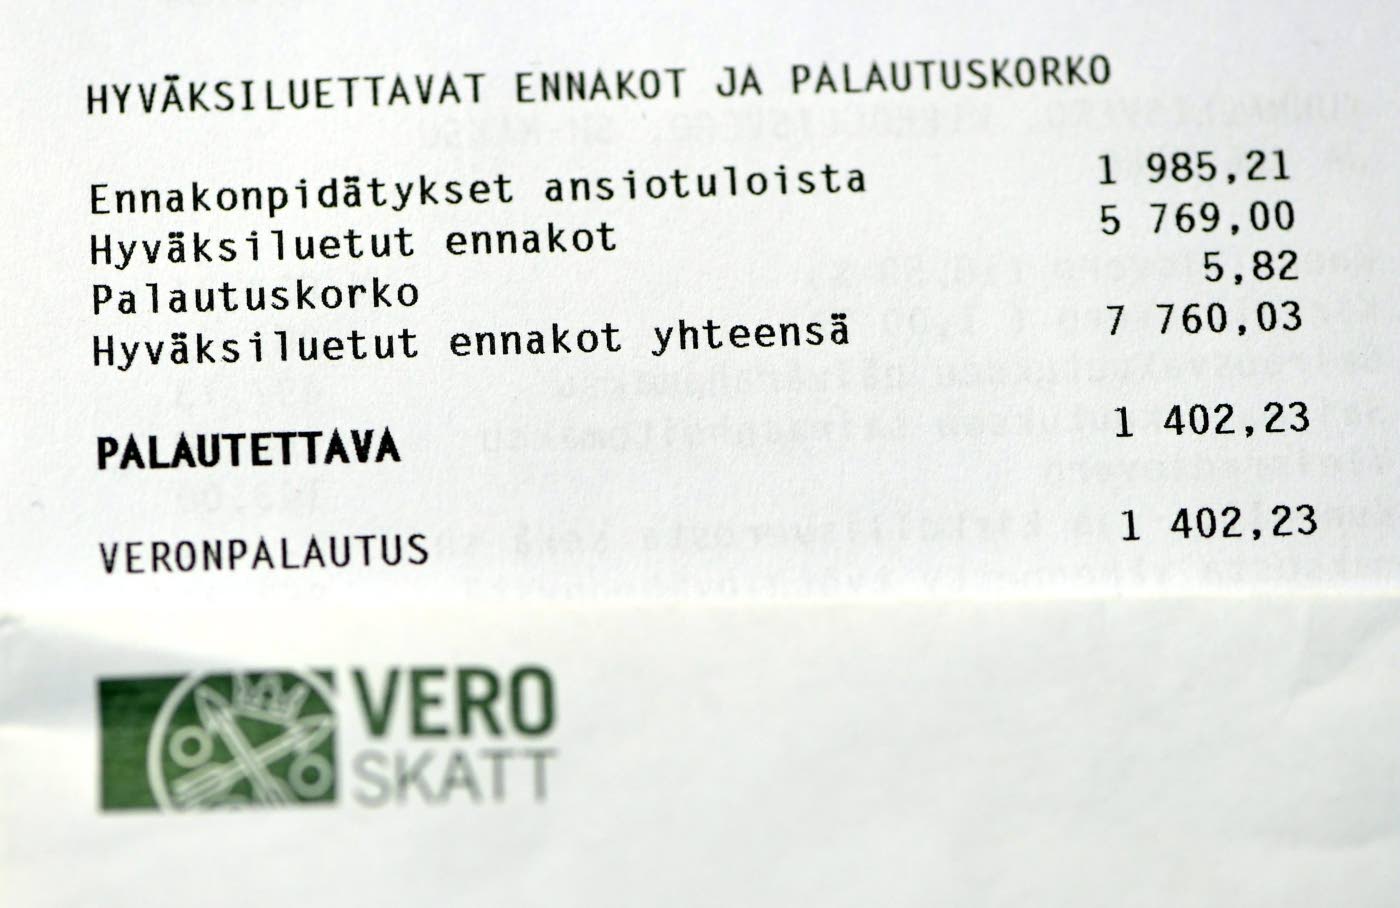 HYVÄKSILUETTAVAT ENNAKOT JA PALAUTUSKORKO
Ennakonpidätykset ansiotuloista 1 985,21
Hyväksiluetut ennakot 5 769,00
Palautuskorko 5,82
Hyväksiluetut ennakot yhteensä 7 760,03
PALAUTETTAVA 1 402,23
VERONPALAUTUS 1 402,23
VERO
SKATT